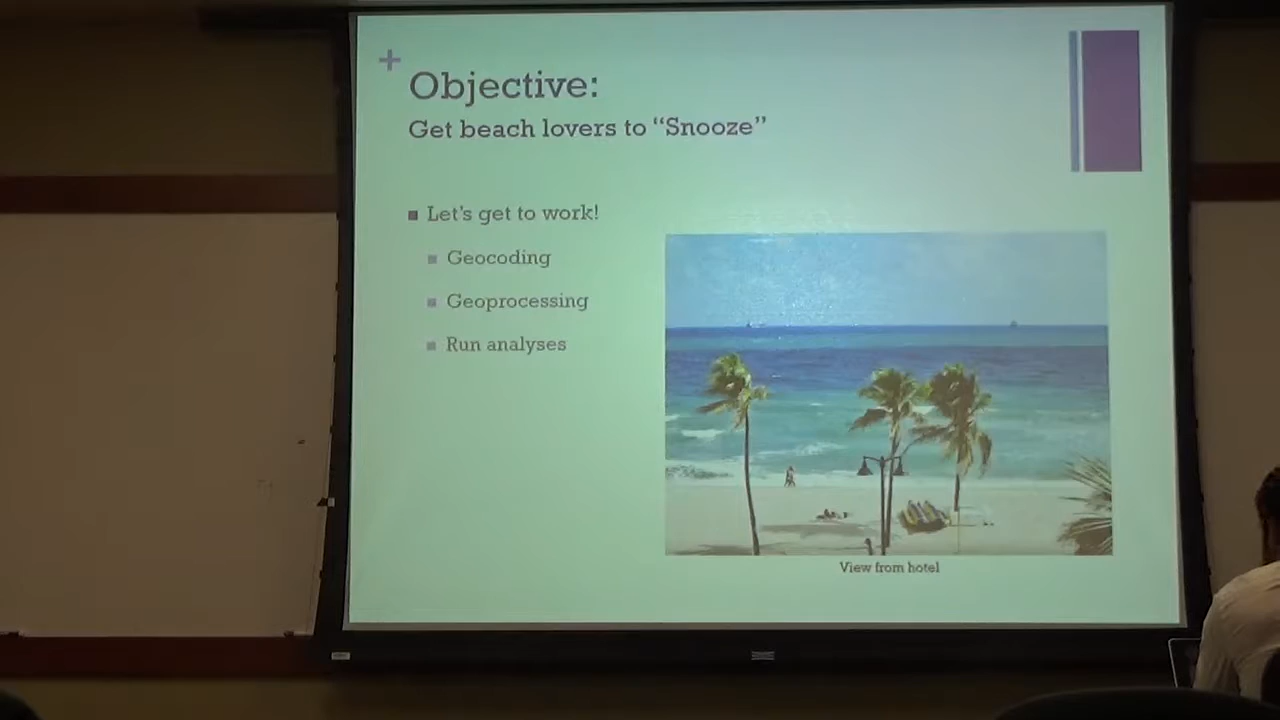 +
Objective:
Get beach lovers to “Snooze”
Let's get to work!
Geocoding
Geoprocessing
Run analyses
View from hotel